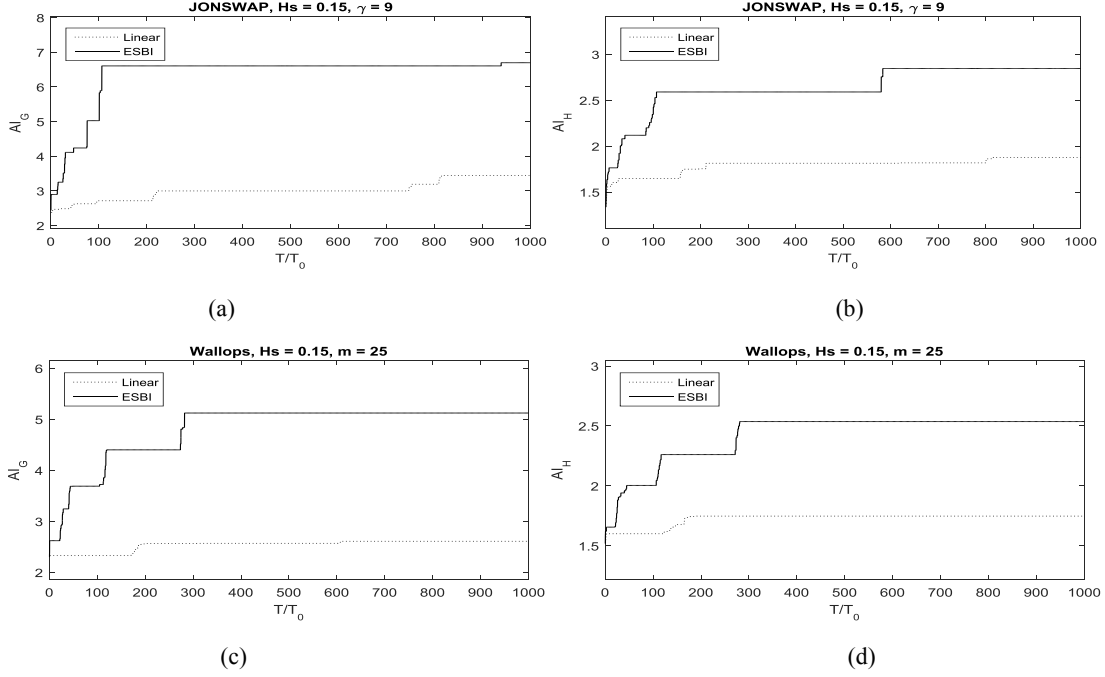 JONSWAP, Hs = 0.15, γ = 9
Linear
ESBI
8
7
6
5
4
3
2
AI_G
0 100 200 300 400 500 600 700 800 900 1000
T/T_0
(a)
JONSWAP, Hs = 0.15, γ = 9
Linear
ESBI
3
2.5
2
1.5
AI_H
0 100 200 300 400 500 600 700 800 900 1000
T/T_0
(b)
Wallops, Hs = 0.15, m = 25
Linear
ESBI
6
5
4
3
2
AI_G
0 100 200 300 400 500 600 700 800 900 1000
T/T_0
(c)
Wallops, Hs = 0.15, m = 25
Linear
ESBI
3
2.5
2
1.5
AI_H
0 100 200 300 400 500 600 700 800 900 1000
T/T_0
(d)